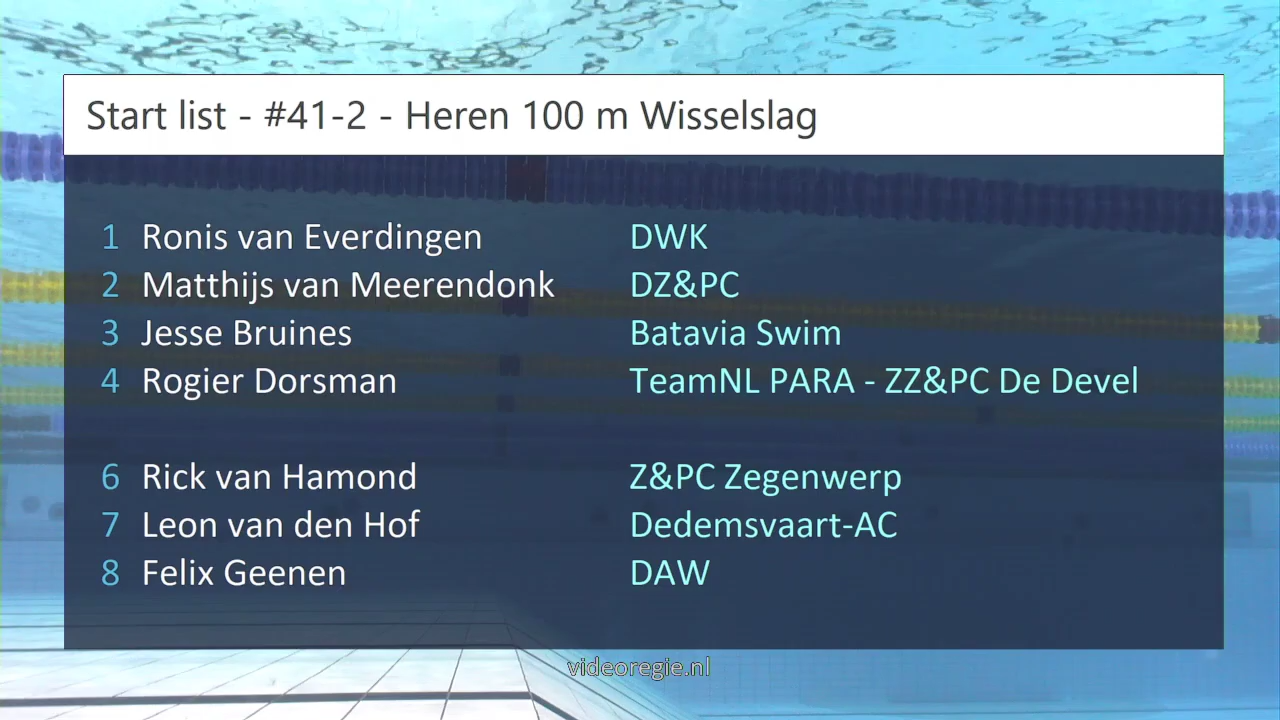 Start list - #41-2 - Heren 100 m Wisselslag
1 Ronis van Everdingen DWK
2 Matthijs van Meerendonk DZ&PC
3 Jesse Bruines Batavia Swim
4 Rogier Dorsman TeamNL PARA - ZZ&PC De Devel
6 Rick van Hamond Z&PC Zegenwerp
7 Leon van den Hof Dedemsvaart-AC
8 Felix Geenen DAW
videoregie.nl